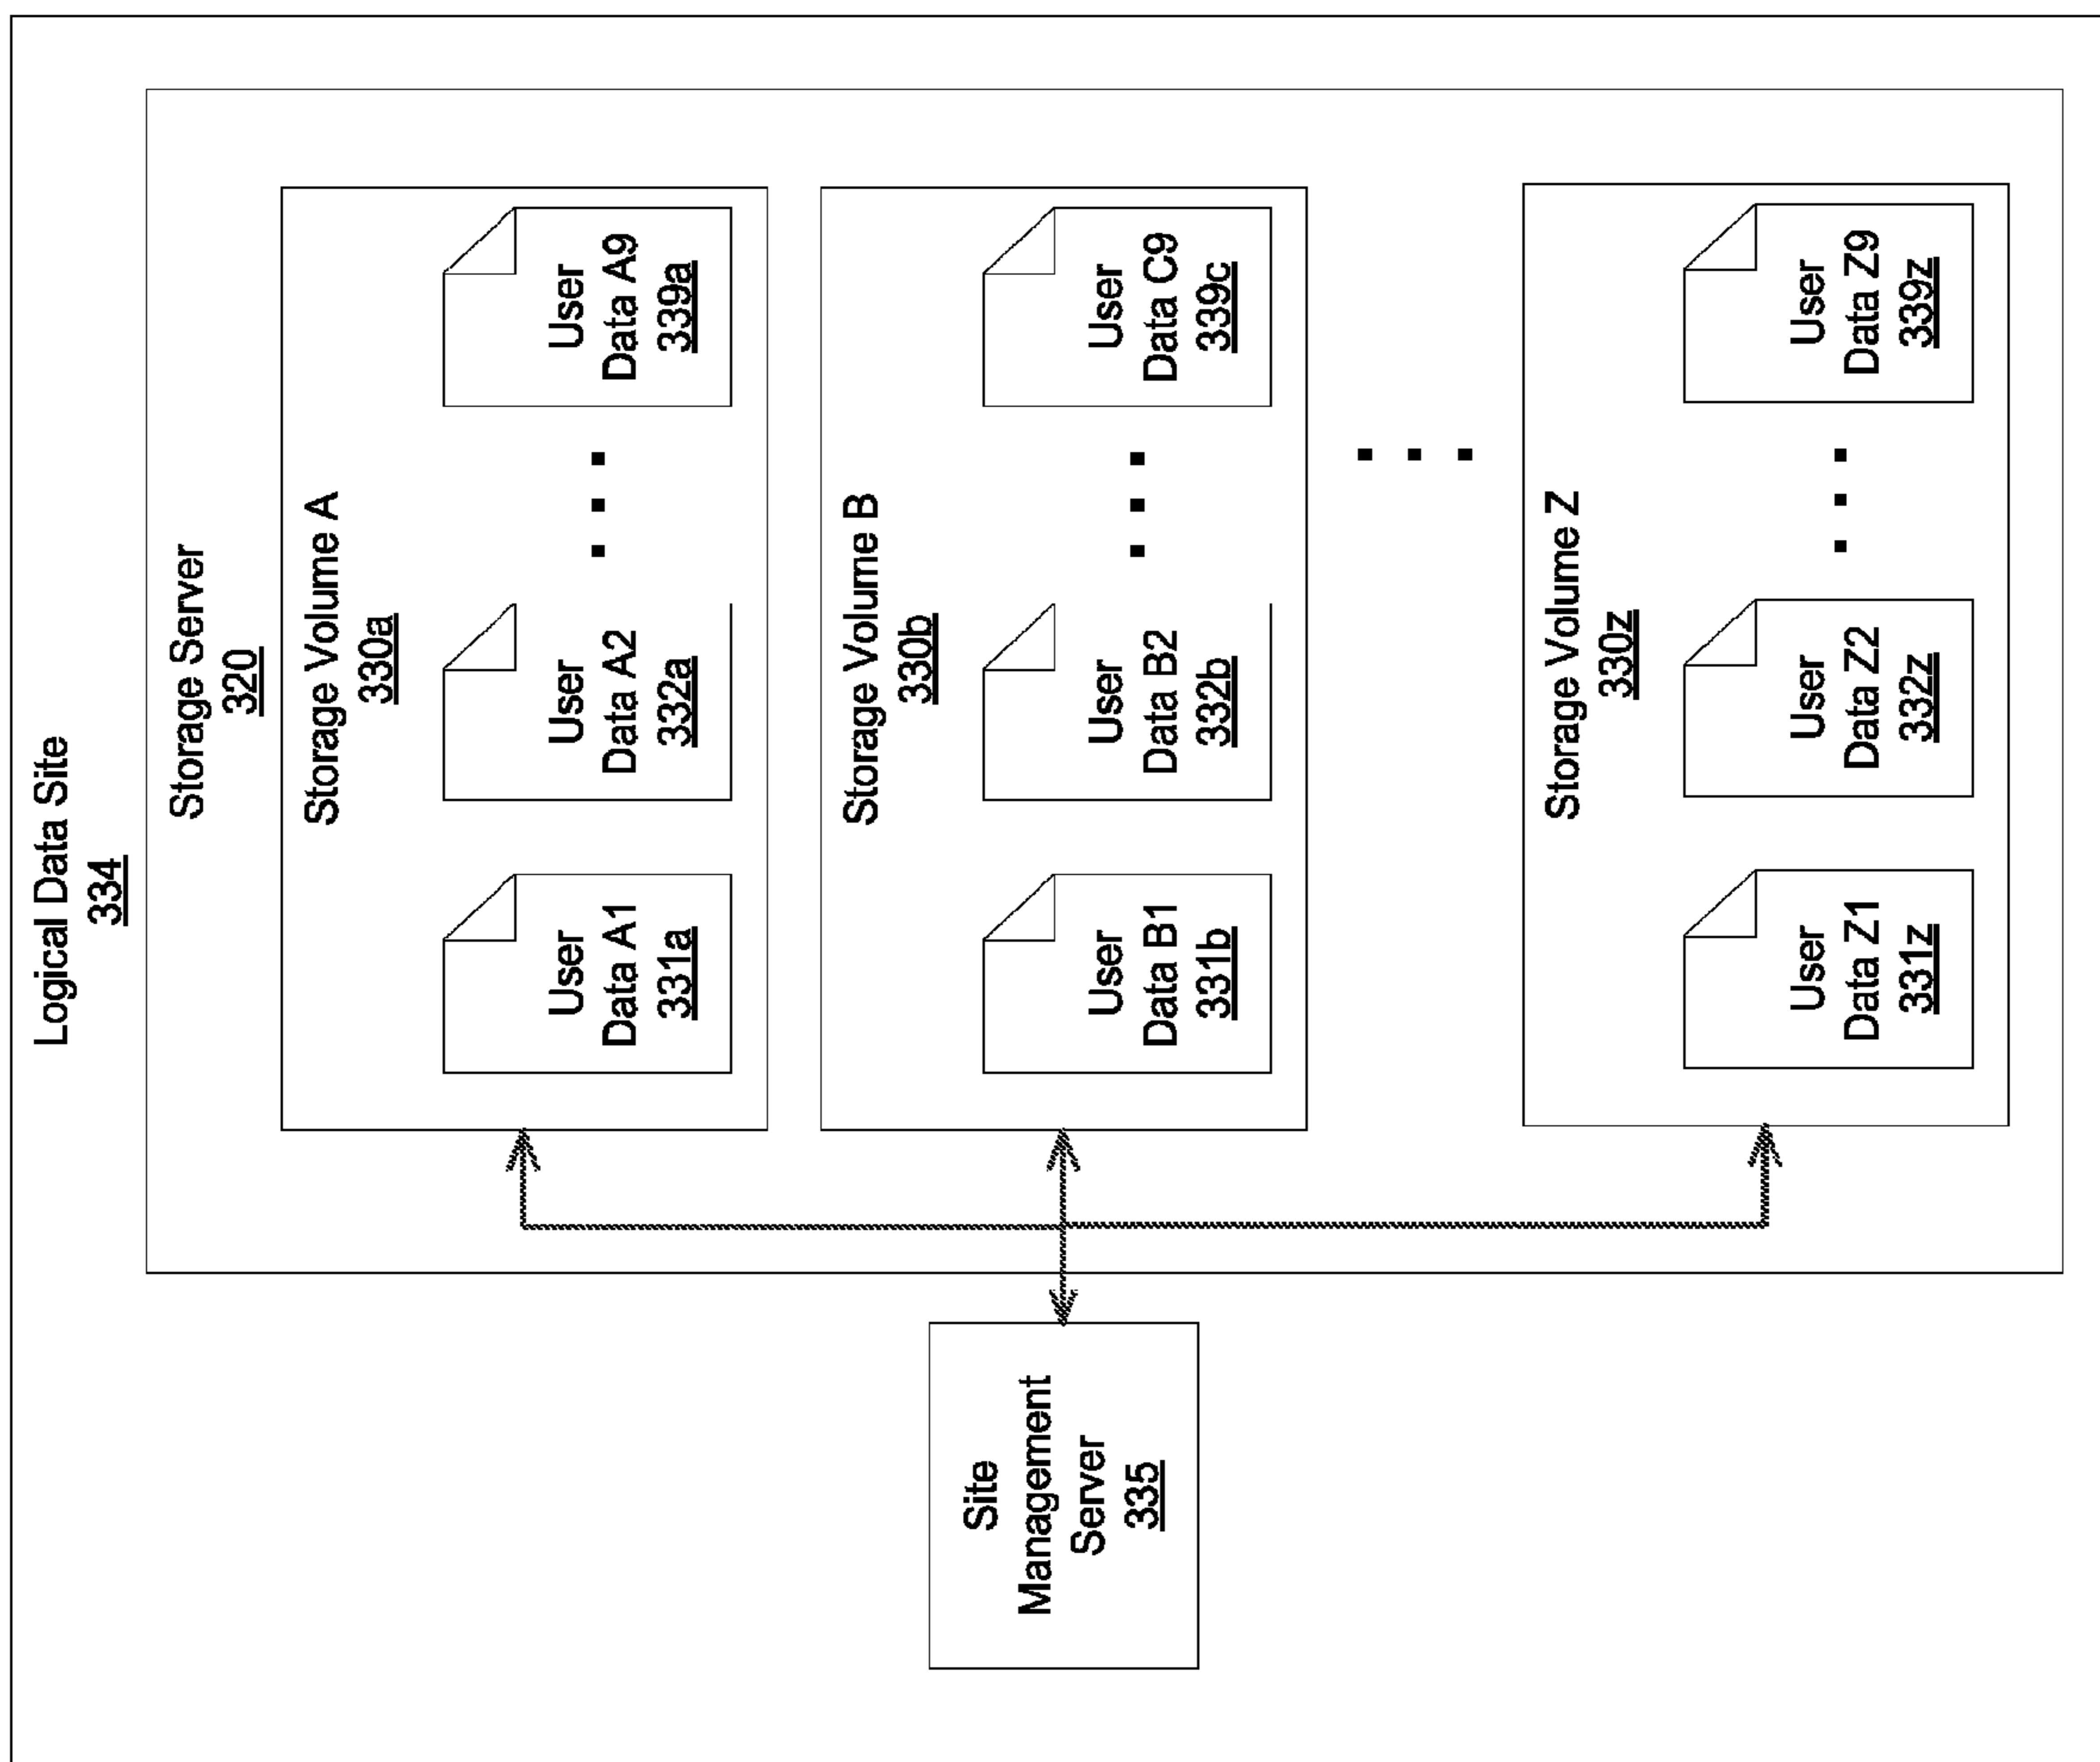 Logical Data Site
334
Storage Server
320
Storage Volume A
330a
User
Data A1
331a
User
Data A2
332a
User
Data A9
339a
Site
Management
Server
335
Storage Volume B
330b
User
Data B1
331b
User
Data B2
332b
User
Data C9
339c
Storage Volume Z
330z
User
Data Z1
331z
User
Data Z2
332z
User
Data Z9
339z